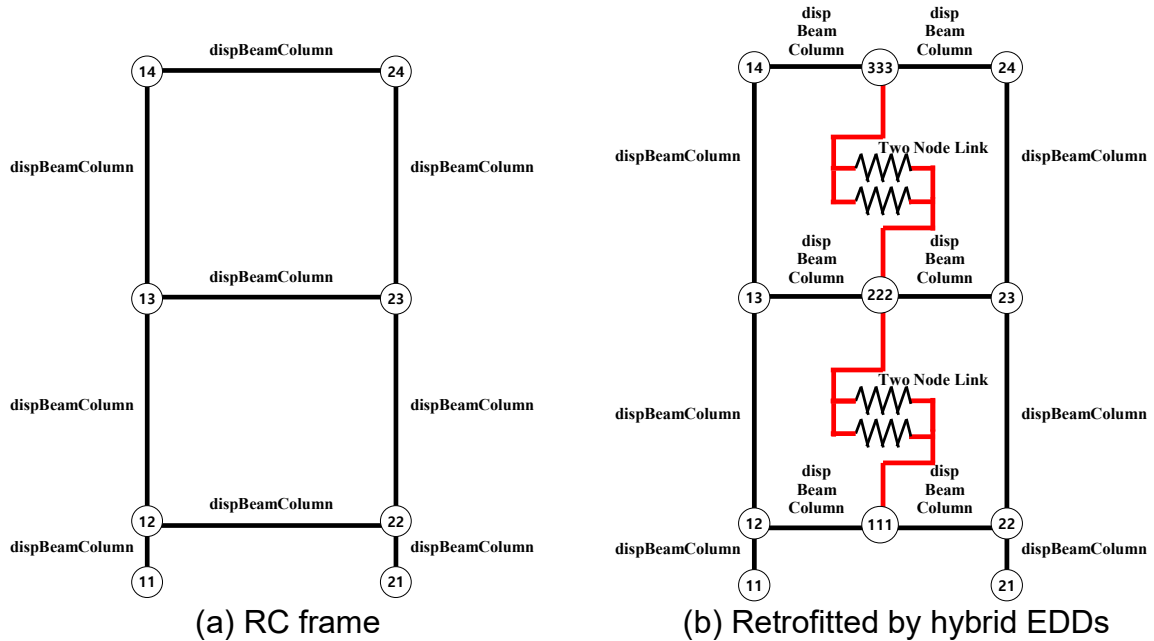 dispBeamColumn
14
24
dispBeamColumn
dispBeamColumn
dispBeamColumn
13
23
dispBeamColumn
dispBeamColumn
dispBeamColumn
12
22
dispBeamColumn
dispBeamColumn
11
21
(a) RC frame
disp
Beam
Column
disp
Beam
Column
14
333
24
dispBeamColumn
Two Node Link
dispBeamColumn
disp
Beam
Column
disp
Beam
Column
13
222
23
Two Node Link
dispBeamColumn
dispBeamColumn
disp
Beam
Column
disp
Beam
Column
12
111
22
dispBeamColumn
dispBeamColumn
11
21
(b) Retrofitted by hybrid EDDs